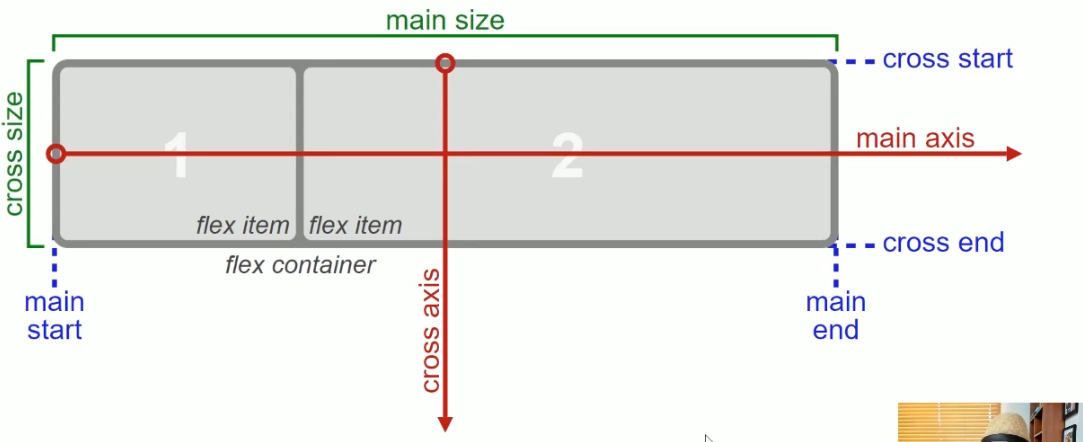 main size
cross start
cross size
1
2
main axis
flex item
flex item
cross end
flex container
main
start
cross axis
main
end